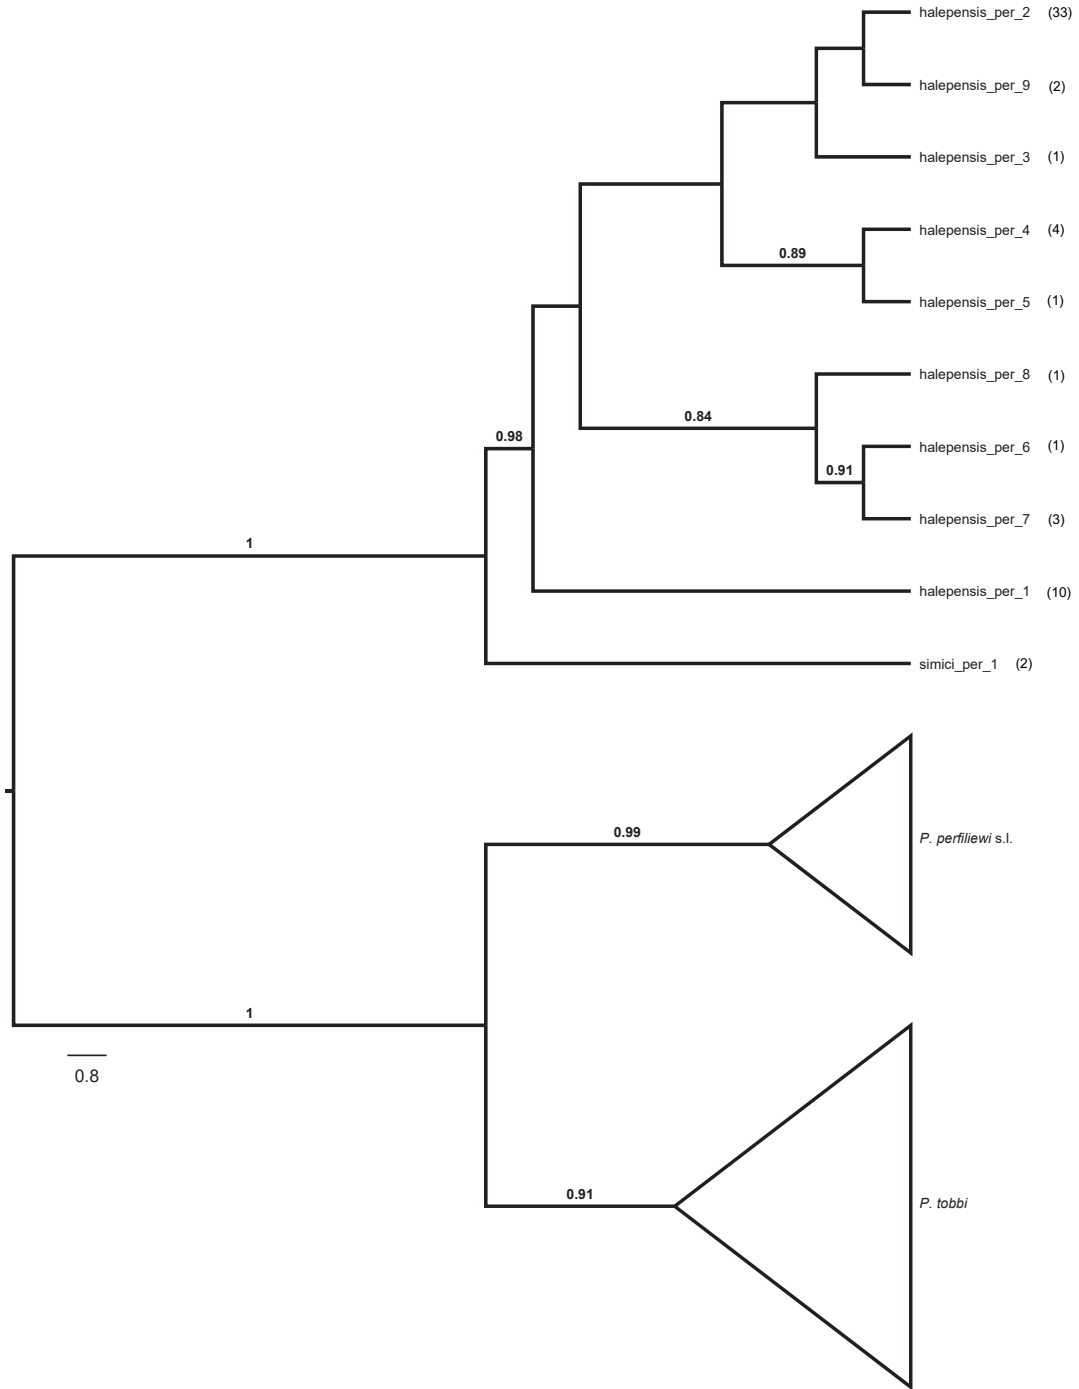 halepensis_per_2 (33)
halepensis_per_9 (2)
halepensis_per_3 (1)
halepensis_per_4 (4)
0.89
halepensis_per_5 (1)
halepensis_per_8 (1)
0.84
0.98
halepensis_per_6 (1)
0.91
halepensis_per_7 (3)
1
halepensis_per_1 (10)
simici_per_1 (2)
0.99
P. perfiliewi s.l.
1
0.8
0.91
P. tobbi